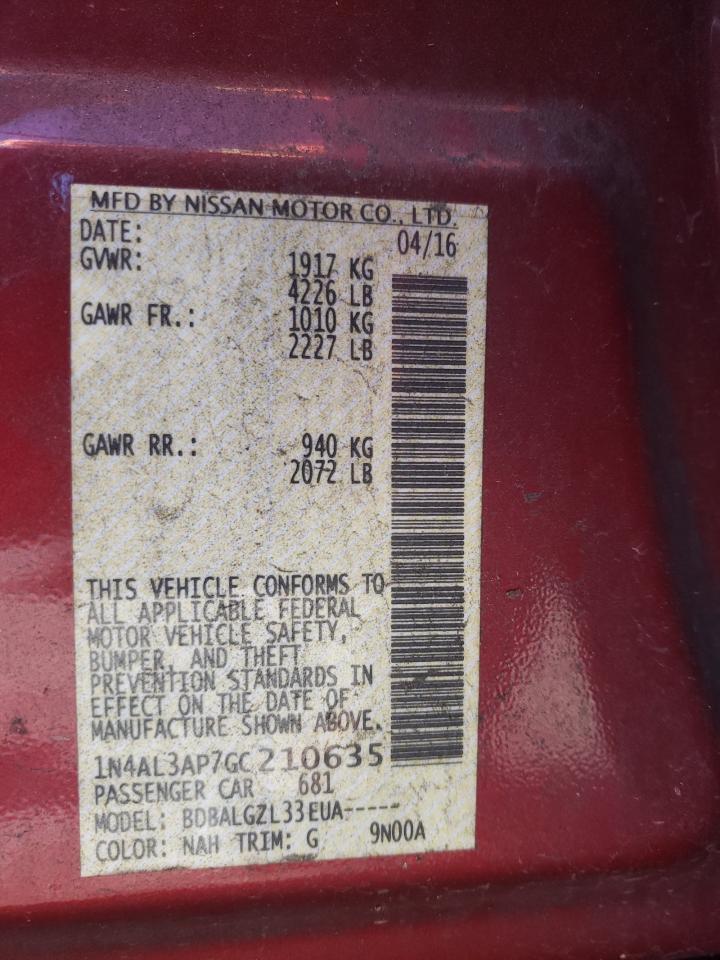 MFD BY NISSAN MOTOR CO., LTD.
DATE: 04/16
GVWR: 1917 KG
4226 LB
GAWR FR.: 1010 KG
2227 LB
GAWR RR.: 940 KG
2072 LB
THIS VEHICLE CONFORMS TO
ALL APPLICABLE FEDERAL
MOTOR VEHICLE SAFETY,
BUMPER, AND THEFT
PREVENTION STANDARDS IN
EFFECT ON THE DATE OF
MANUFACTURE SHOWN ABOVE.
1N4AL3AP7GC210635
PASSENGER CAR 681
MODEL: BDBALGZL33EUA-----
COLOR: NAH TRIM: G 9N00A